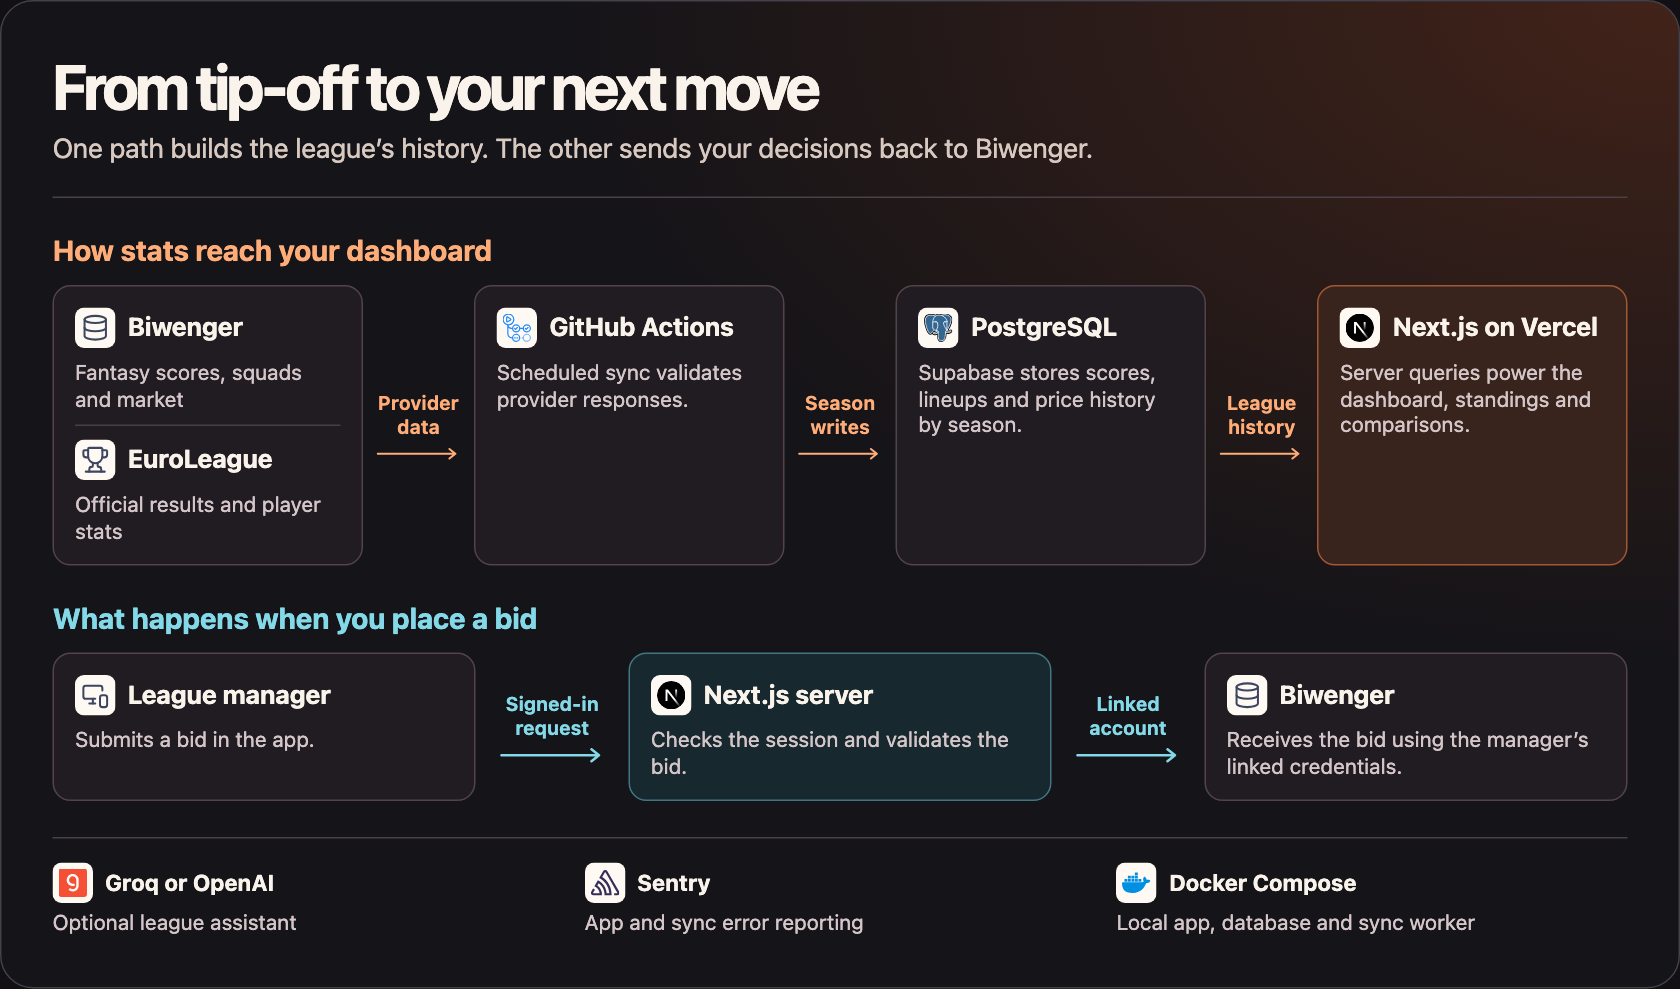 From tip-off to your next move
One path builds the league’s history. The other sends your decisions back to Biwenger.
How stats reach your dashboard
Biwenger
Fantasy scores, squads
and market
EuroLeague
Official results and player
stats
Provider
data
GitHub Actions
Scheduled sync validates
provider responses.
Season
writes
PostgreSQL
Supabase stores scores,
lineups and price history
by season.
League
history
N
Next.js on Vercel
Server queries power the
dashboard, standings and
comparisons.
What happens when you place a bid
League manager
Submits a bid in the app.
Signed-in
request
N
Next.js server
Checks the session and validates the
bid.
Linked
account
Biwenger
Receives the bid using the manager’s
linked credentials.
Groq or OpenAI
Optional league assistant
Sentry
App and sync error reporting
Docker Compose
Local app, database and sync worker